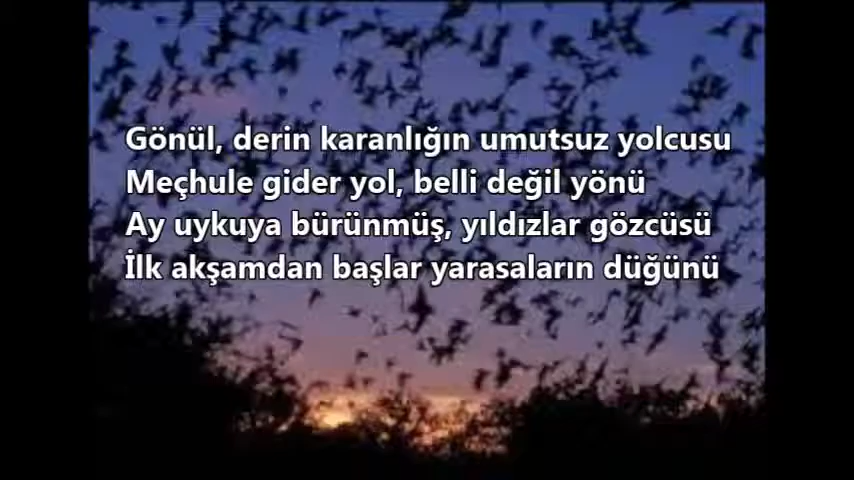 Gönül, derin karanlığın umutsuz yolcusu
Meçhule gider yol, belli değil yönü
Ay uykuya bürünmüş, yıldızlar gözcüsü
İlk akşamdan başlar yarasaların düğünü